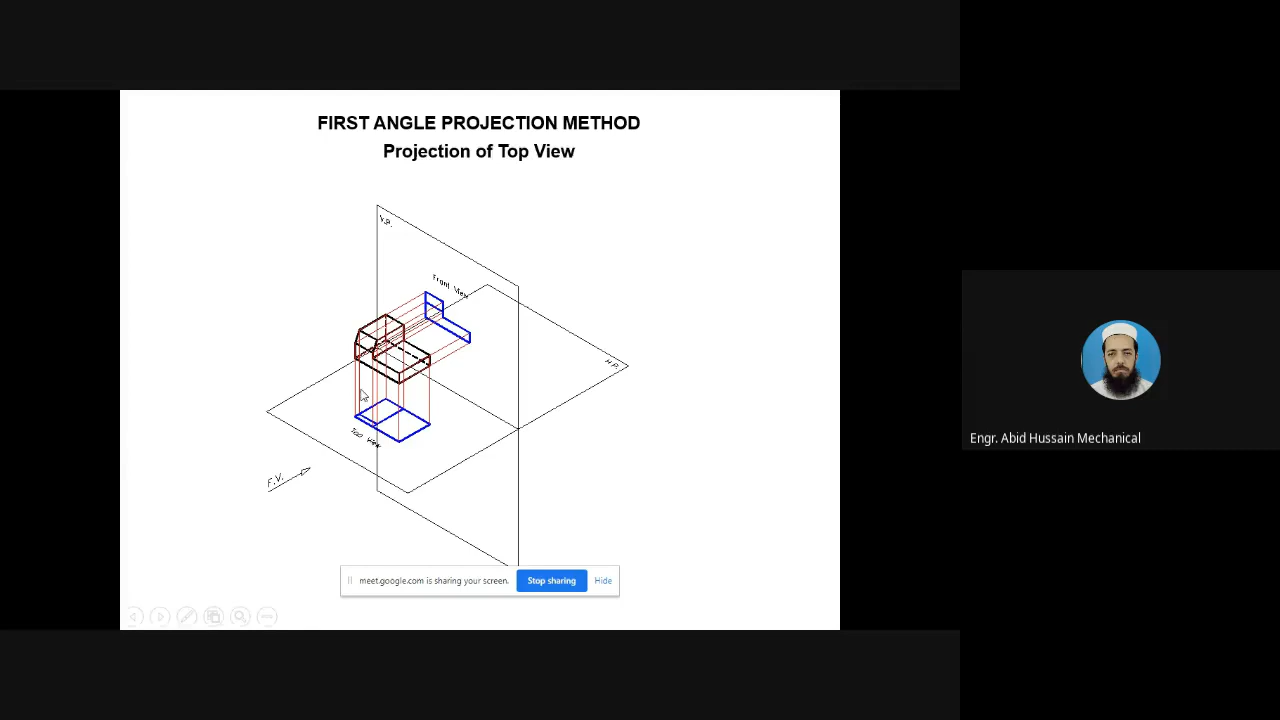 FIRST ANGLE PROJECTION METHOD
Projection of Top View
V.P.
Front View
H.P.
Top View
F.V.
meet.google.com is sharing your screen.
Stop sharing
Hide
Engr. Abid Hussain Mechanical